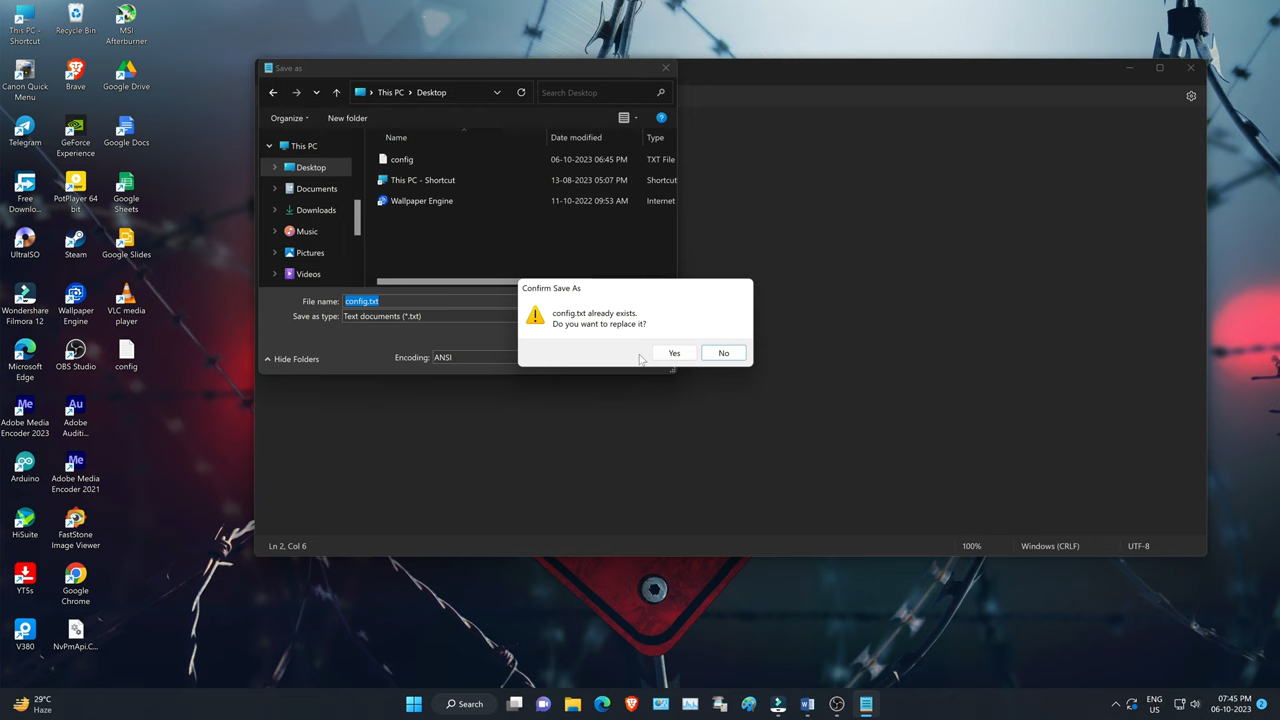 This PC -
Shortcut
Recycle Bin
MSI
Afterburner
Canon Quick
Menu
Brave
Google Drive
Telegram
GeForce
Experience
Google Docs
Free
Downlo...
PotPlayer 64
bit
Google
Sheets
UltraISO
Steam
Google Slides
Wondershare
Filmora 12
Wallpaper
Engine
VLC media
player
Microsoft
Edge
OBS Studio
config
Adobe Media
Encoder 2023
Adobe
Auditi...
Arduino
Adobe Media
Encoder 2021
HiSuite
FastStone
Image Viewer
YTSs
Google
Chrome
V380
NvPmApi.C...
Save as
This PC > Desktop
Search Desktop
Organize
New folder
This PC
Desktop
Documents
Downloads
Music
Pictures
Videos
Name Date modified Type
config 06-10-2023 06:45 PM TXT File
This PC - Shortcut 13-08-2023 05:07 PM Shortcut
Wallpaper Engine 11-10-2022 09:53 AM Internet
File name: config.txt
Save as type: Text documents (*.txt)
Hide Folders
Encoding: ANSI
Confirm Save As
config.txt already exists.
Do you want to replace it?
Yes
No
Ln 2, Col 6
100%
Windows (CRLF)
UTF-8
29°C
Haze
Search
ENG
US
07:45 PM
06-10-2023
2